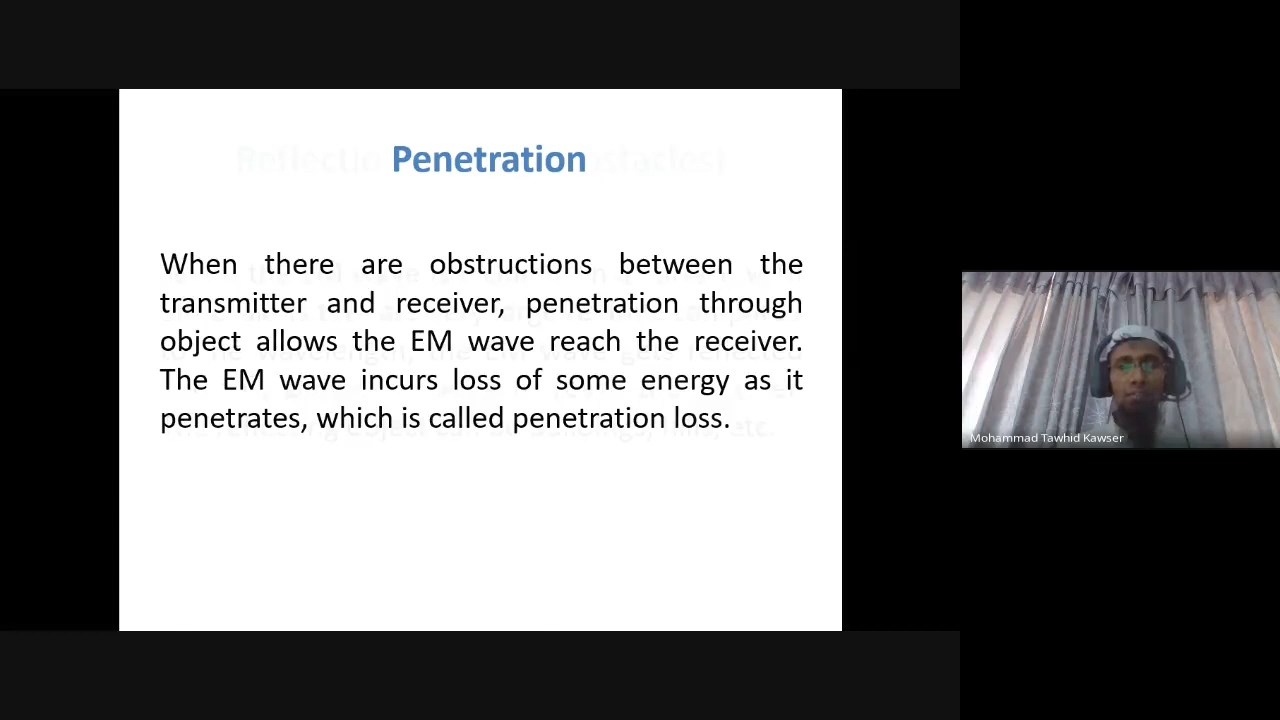 Penetration
When there are obstructions between the
transmitter and receiver, penetration through
object allows the EM wave reach the receiver.
The EM wave incurs loss of some energy as it
penetrates, which is called penetration loss.
Mohammad Tawhid Kawser